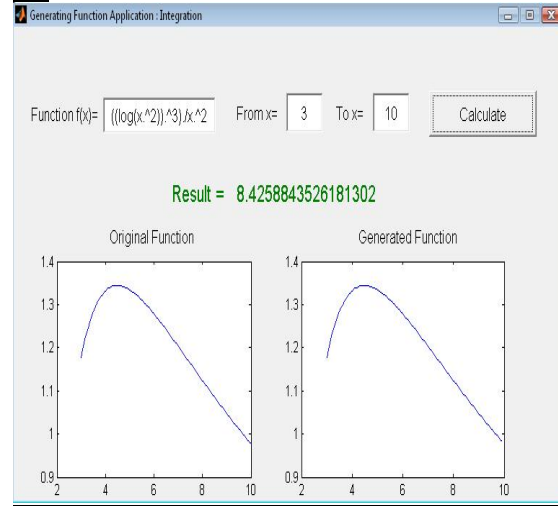 Generating Function Application : Integration
Function f(x)= ((log(x.^2)).^3)./x.^2 From x= 3 To x= 10 Calculate
Result = 8.4258843526181302
Original Function Generated Function
1.4 1.4
1.3 1.3
1.2 1.2
1.1 1.1
1 1
0.9 0.9
2 4 6 8 10 2 4 6 8 10